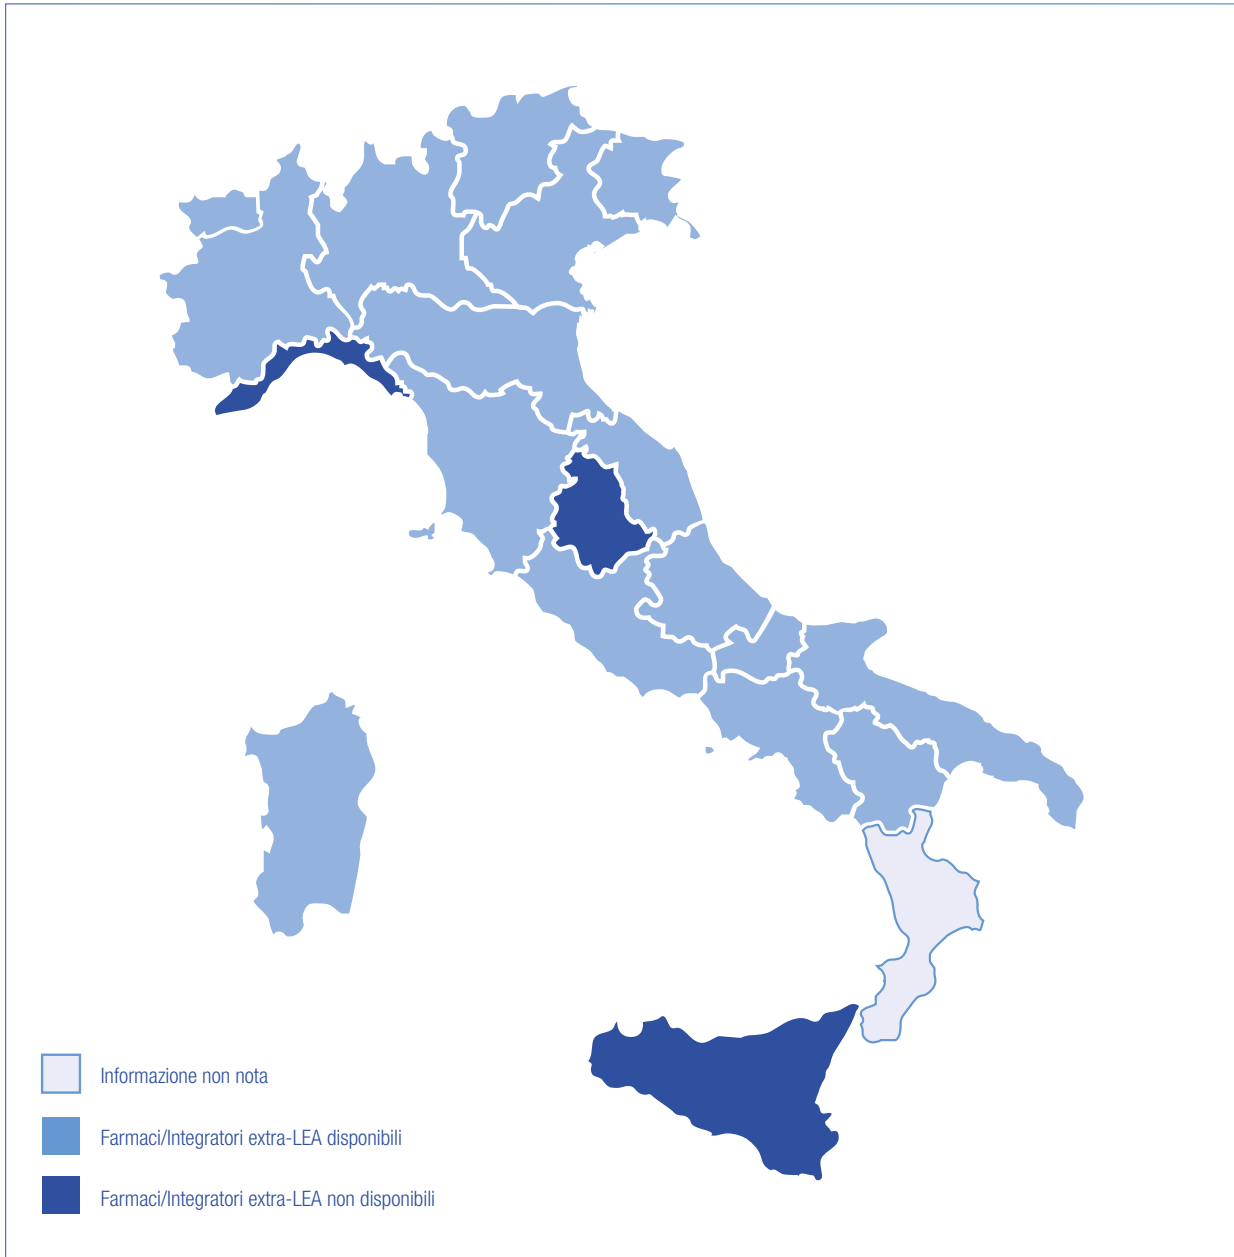 Informazione non nota
Farmaci/Integratori extra-LEA disponibili
Farmaci/Integratori extra-LEA non disponibili